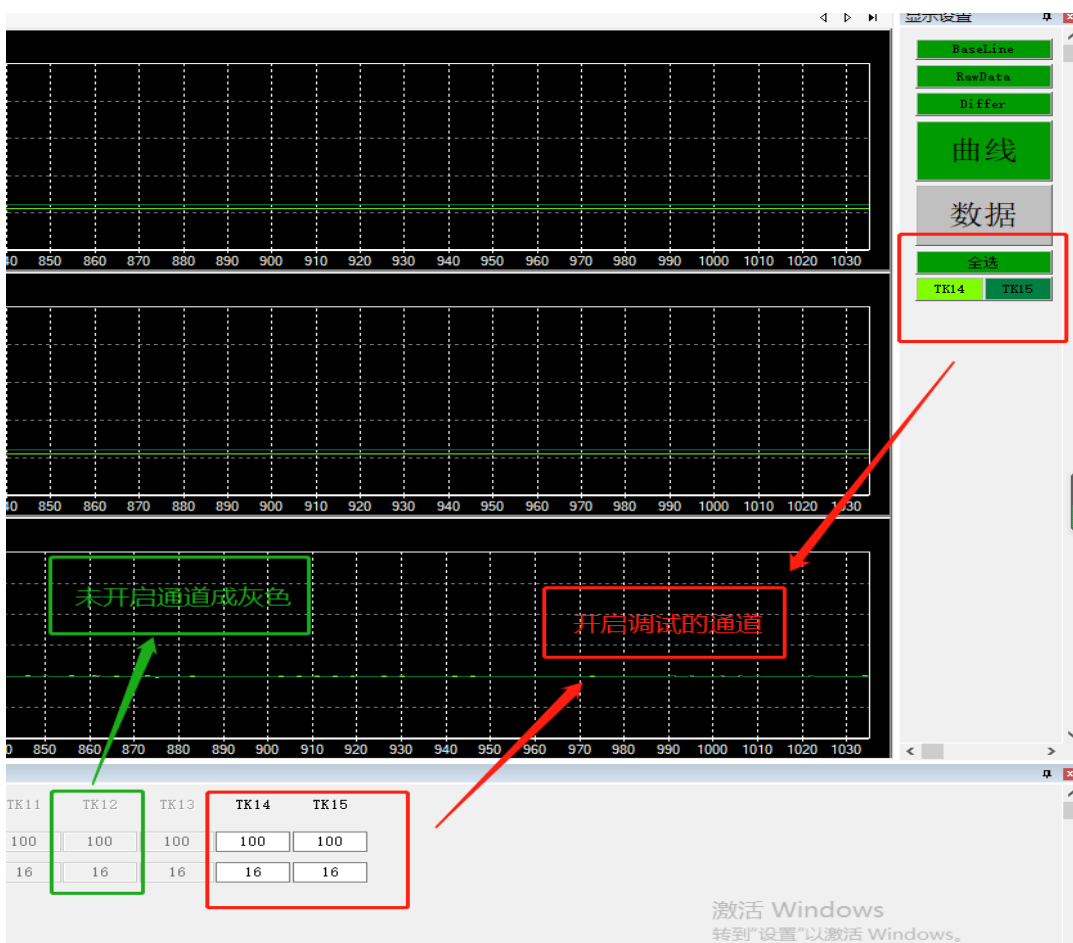 显示设置
BaseLine
RawData
Differ
曲线
数据
全选
TK14 TK15
40 850 860 870 880 890 900 910 920 930 940 950 960 970 980 990 1000 1010 1020 1030
40 850 860 870 880 890 900 910 920 930 940 950 960 970 980 990 1000 1010 1020 1030
未开启通道成灰色
开启调试的通道
0 850 860 870 880 890 900 910 920 930 940 950 960 970 980 990 1000 1010 1020 1030
TK11 TK12 TK13 TK14 TK15
100 100 100 100 100
16 16 16 16 16
激活 Windows
转到"设置"以激活 Windows。